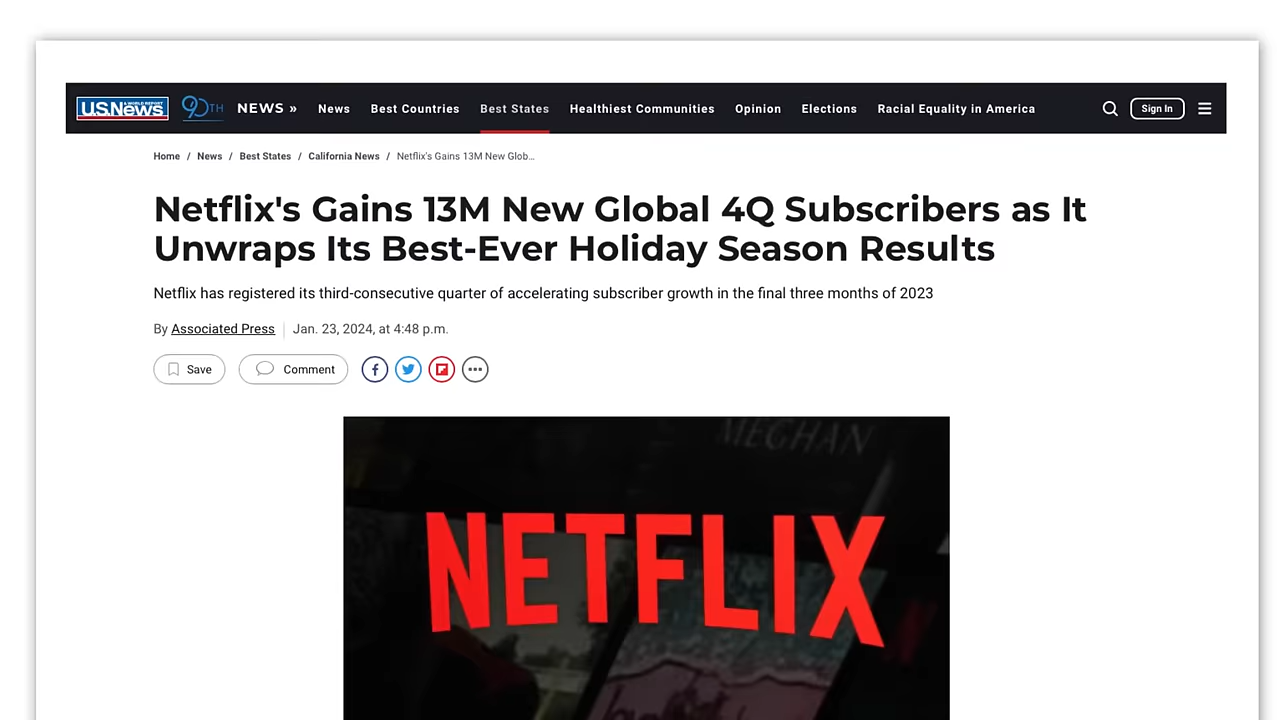 U.S.News
& WORLD REPORT
90TH
NEWS »
News
Best Countries
Best States
Healthiest Communities
Opinion
Elections
Racial Equality in America
Sign In
Home / News / Best States / California News / Netflix's Gains 13M New Glob…
Netflix's Gains 13M New Global 4Q Subscribers as It
Unwraps Its Best-Ever Holiday Season Results
Netflix has registered its third-consecutive quarter of accelerating subscriber growth in the final three months of 2023
By Associated Press
Jan. 23, 2024, at 4:48 p.m.
Save
Comment
MEGHAN
NETFLIX